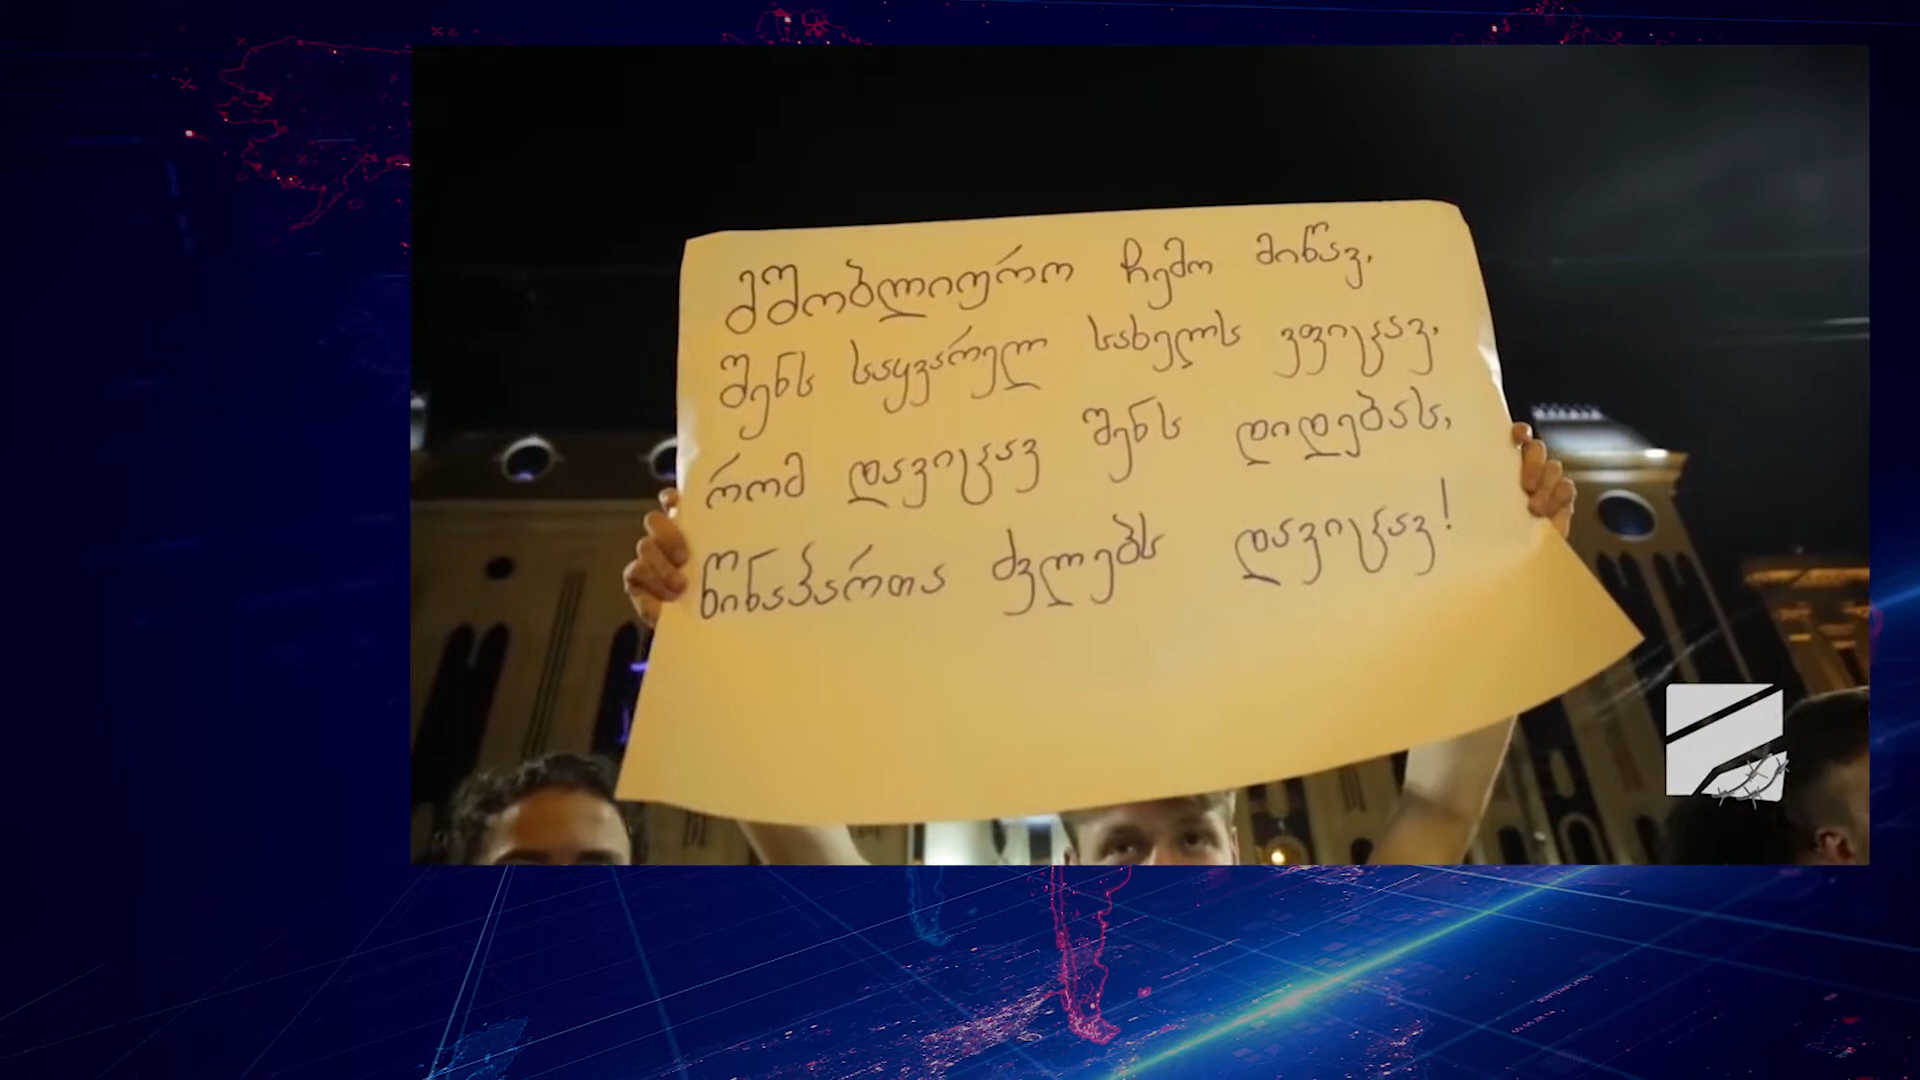 მშობლიურო ჩემო მიწავ,
შენს საყვარელ სახელს ვფიცავ,
რომ დავიცავ შენს დიდებას,
წინაპართა ძვლებს დავიცავ!